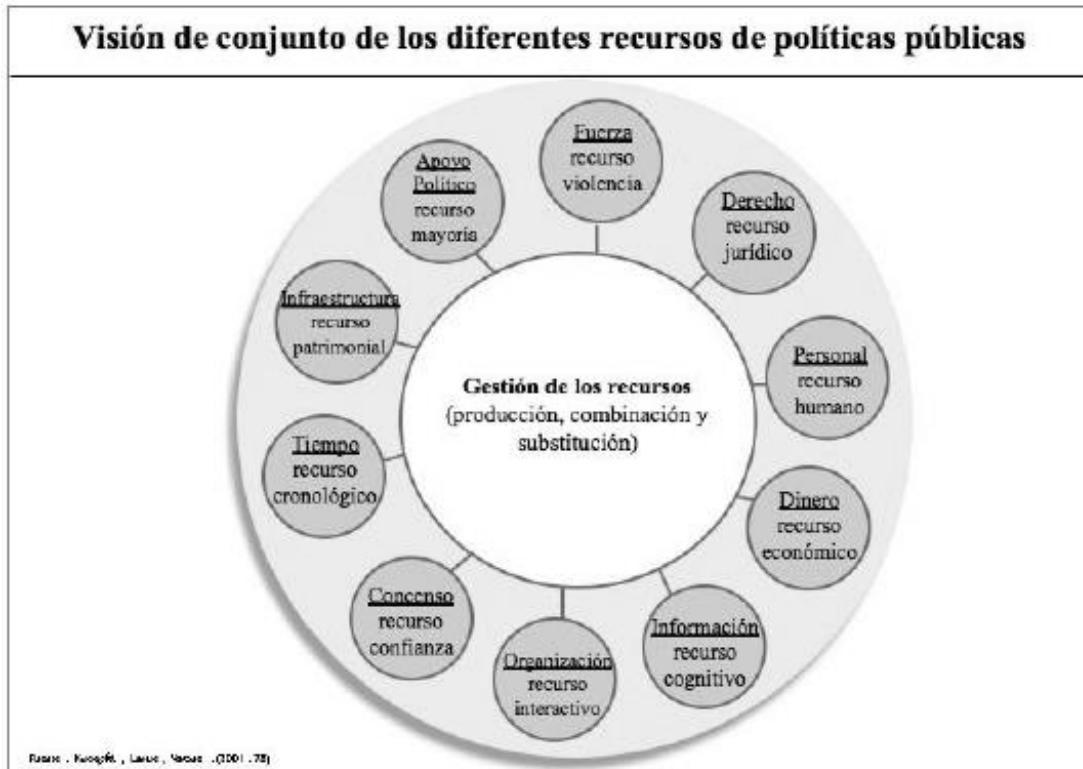 Visión de conjunto de los diferentes recursos de políticas públicas
Fuerza
recurso
violencia
Derecho
recurso
jurídico
Personal
recurso
humano
Dinero
recurso
económico
Información
recurso
cognitivo
Organización
recurso
interactivo
Concenso
recurso
confianza
Tiempo
recurso
cronológico
Infraestructura
recurso
patrimonial
Apoyo
Político
recurso
mayoría
Gestión de los recursos
(producción, combinación y
substitución)